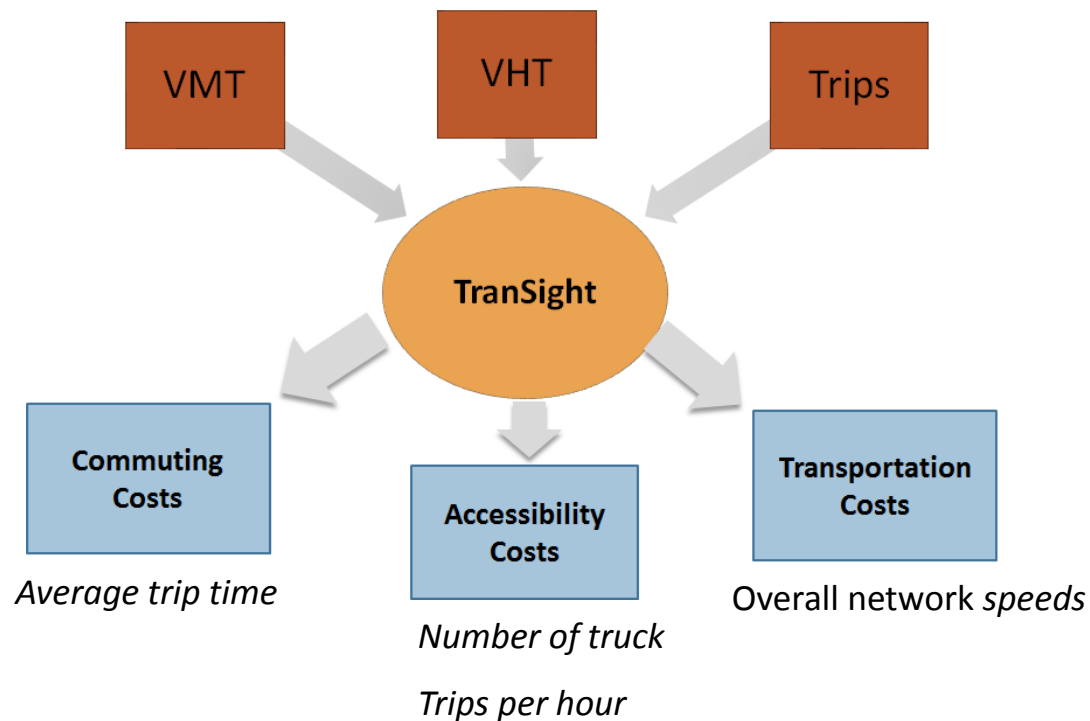 VMT
VHT
Trips
TranSight
Commuting
Costs
Accessibility
Costs
Transportation
Costs
Average trip time
Number of truck
Trips per hour
Overall network speeds